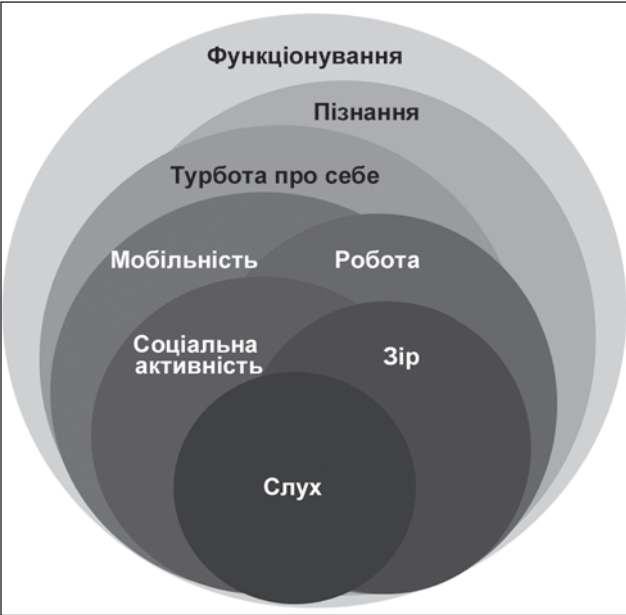 Функціонування
Пізнання
Турбота про себе
Мобільність
Робота
Соціальна
активність
Зір
Слух